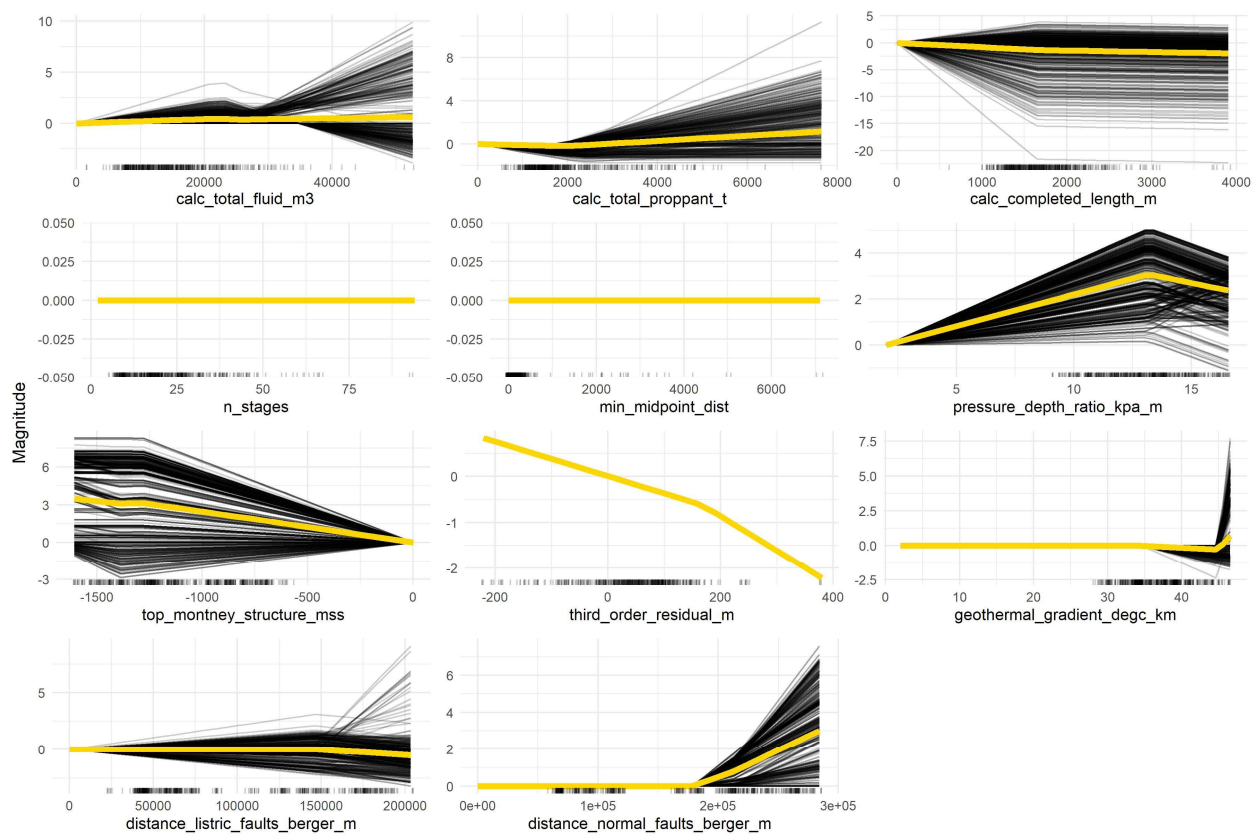 Magnitude
10
5
0
0 20000 40000
calc_total_fluid_m3
8
4
0
0 2000 4000 6000 8000
calc_total_proppant_t
5
0
-5
-10
-15
-20
0 1000 2000 3000 4000
calc_completed_length_m
0.050
0.025
0.000
-0.025
-0.050
0 25 50 75
n_stages
0.050
0.025
0.000
-0.025
-0.050
0 2000 4000 6000
min_midpoint_dist
4
2
0
5 10 15
pressure_depth_ratio_kpa_m
6
3
0
-3
-1500 -1000 -500 0
top_montney_structure_mss
0
-1
-2
-200 0 200 400
third_order_residual_m
7.5
5.0
2.5
0.0
-2.5
0 10 20 30 40
geothermal_gradient_degc_km
5
0
0 50000 100000 150000 200000
distance_listric_faults_berger_m
6
4
2
0
0e+00 1e+05 2e+05 3e+05
distance_normal_faults_berger_m